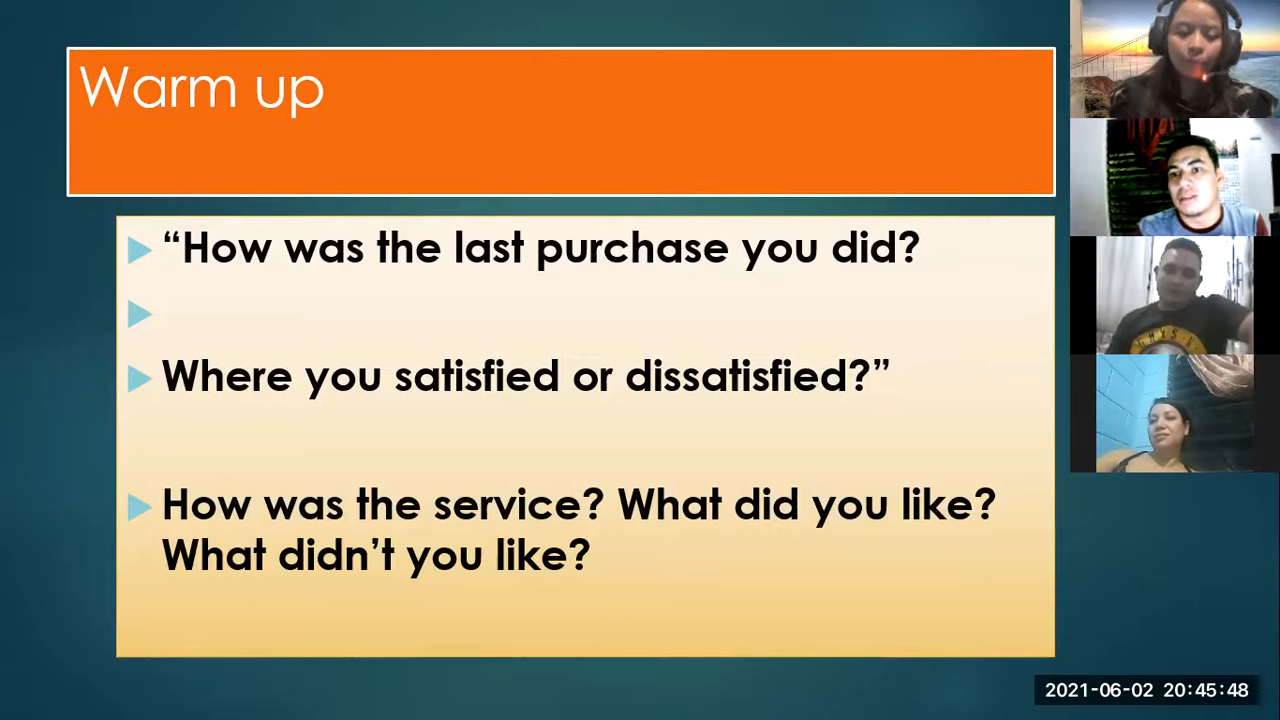 Warm up
“How was the last purchase you did?
Where you satisfied or dissatisfied?”
How was the service? What did you like?
What didn’t you like?
2021-06-02 20:45:48